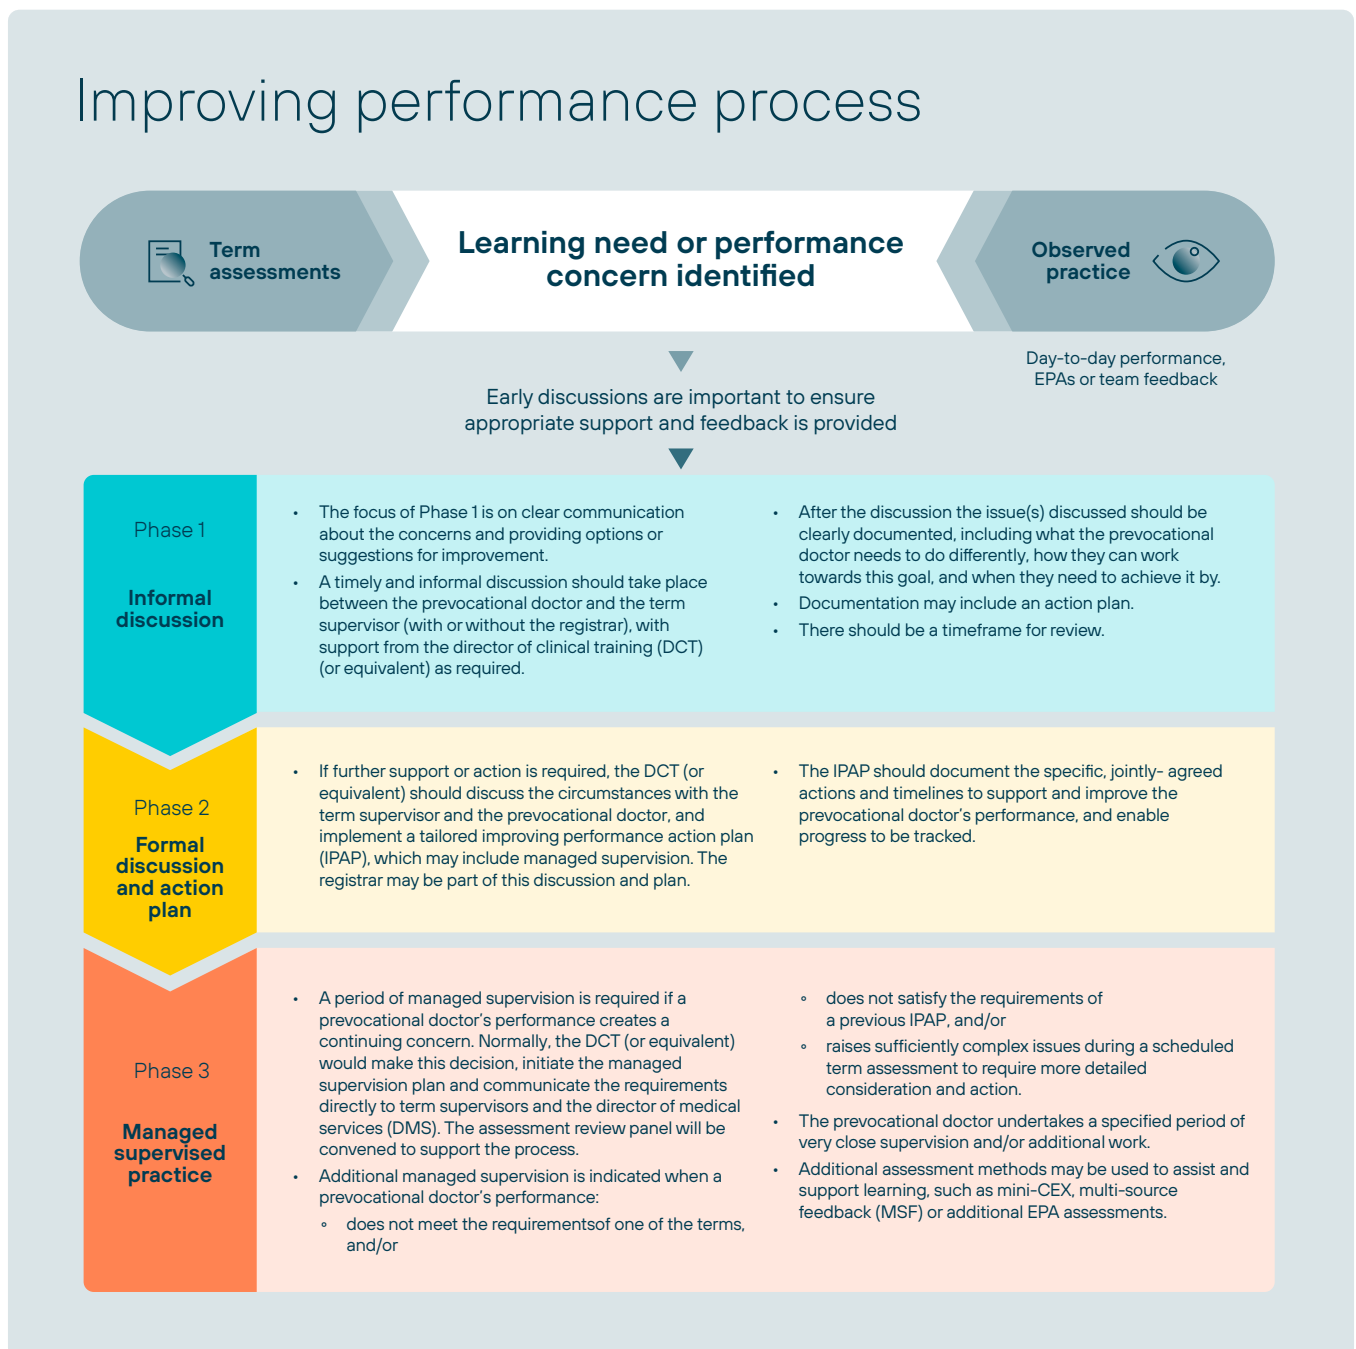 Improving performance process
Term
assessments
Learning need or performance
concern identified
Observed
practice
Day-to-day performance,
EPAs or team feedback
Early discussions are important to ensure
appropriate support and feedback is provided
Phase 1
Informal
discussion
• The focus of Phase 1 is on clear communication
about the concerns and providing options or
suggestions for improvement.
• A timely and informal discussion should take place
between the prevocational doctor and the term
supervisor (with or without the registrar), with
support from the director of clinical training (DCT)
(or equivalent) as required.
• After the discussion the issue(s) discussed should be
clearly documented, including what the prevocational
doctor needs to do differently, how they can work
towards this goal, and when they need to achieve it by.
• Documentation may include an action plan.
• There should be a timeframe for review.
Phase 2
Formal
discussion
and action
plan
• If further support or action is required, the DCT (or
equivalent) should discuss the circumstances with the
term supervisor and the prevocational doctor, and
implement a tailored improving performance action plan
(IPAP), which may include managed supervision. The
registrar may be part of this discussion and plan.
• The IPAP should document the specific, jointly- agreed
actions and timelines to support and improve the
prevocational doctor's performance, and enable
progress to be tracked.
Phase 3
Managed
supervised
practice
• A period of managed supervision is required if a
prevocational doctor's performance creates a
continuing concern. Normally, the DCT (or equivalent)
would make this decision, initiate the managed
supervision plan and communicate the requirements
directly to term supervisors and the director of medical
services (DMS). The assessment review panel will be
convened to support the process.
• Additional managed supervision is indicated when a
prevocational doctor's performance:
° does not meet the requirementsof one of the terms,
and/or
° does not satisfy the requirements of
a previous IPAP, and/or
° raises sufficiently complex issues during a scheduled
term assessment to require more detailed
consideration and action.
• The prevocational doctor undertakes a specified period of
very close supervision and/or additional work.
• Additional assessment methods may be used to assist and
support learning, such as mini-CEX, multi-source
feedback (MSF) or additional EPA assessments.